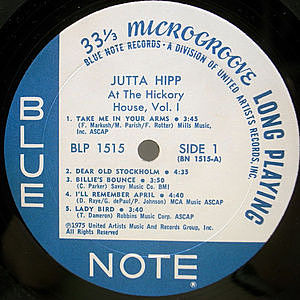 33 1/3 MICROGROOVE LONG PLAYING
BLUE NOTE RECORDS • A DIVISION OF UNITED ARTISTS RECORDS, INC.
JUTTA HIPP
At The Hickory
House, Vol. I
1. TAKE ME IN YOUR ARMS • 3:45
(F. Markush/M. Parish/F. Rotter) Mills Music,
Inc. ASCAP
BLP 1515 SIDE 1
(BN 1515-A)
2. DEAR OLD STOCKHOLM • 4:35
3. BILLIE'S BOUNCE • 3:50
(C. Parker) Savoy Music Co. BMI
4. I'LL REMEMBER APRIL • 4:40
(D. Raye/G. dePaul/P. Johnson) MCA Music ASCAP
5. LADY BIRD • 3:40
(T. Dameron) Robbins Music Corp. ASCAP
©1975 United Artists Music And Records Group, Inc.
All Rights Reserved
BLUE
NOTE®